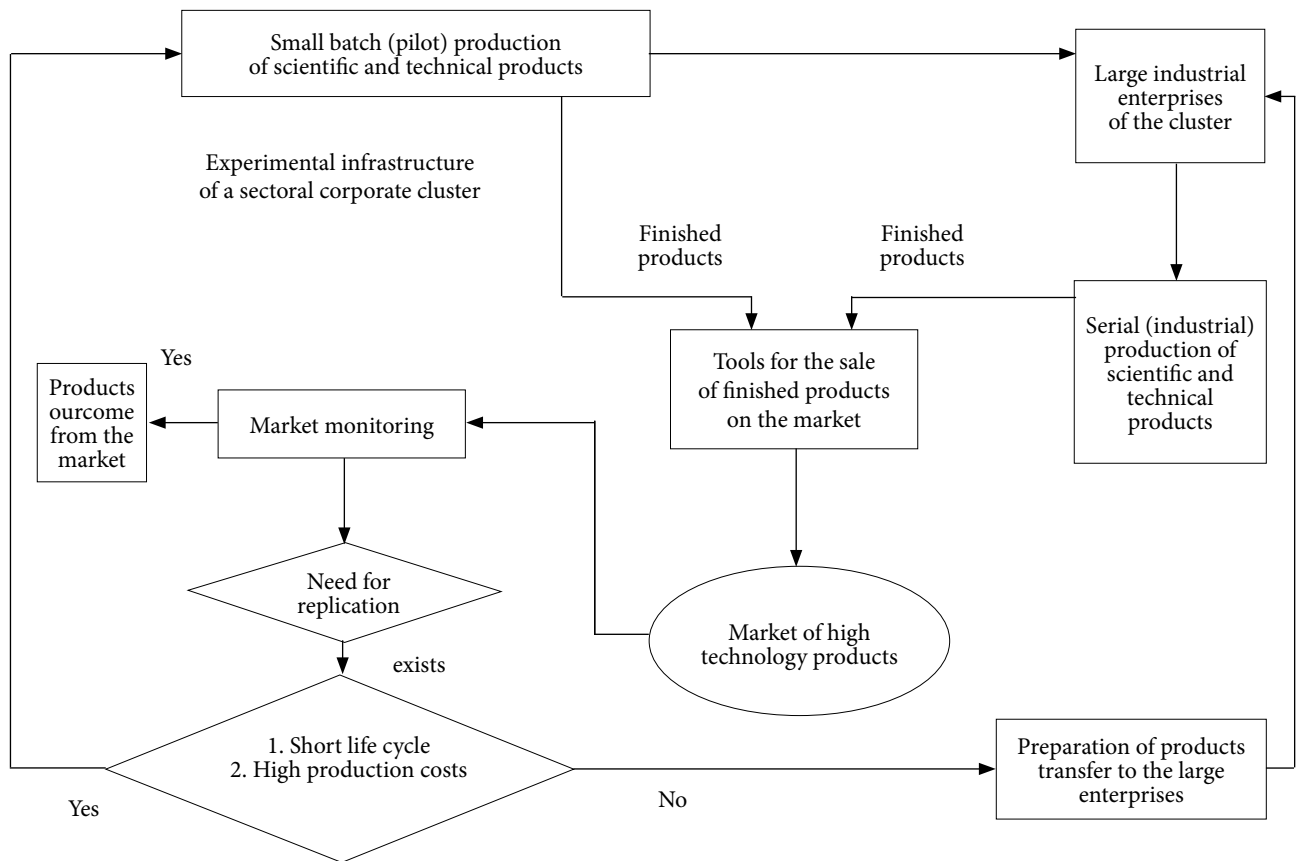 Small batch (pilot) production
of scientific and technical products
Large industrial
enterprises
of the cluster
Experimental infrastructure
of a sectoral corporate cluster
Finished
products
Finished
products
Serial (industrial)
production of
scientific and
technical
products
Tools for the sale
of finished products
on the market
Yes
Products
ourcome
from the
market
Market monitoring
Need for
replication
Market of high
technology products
exists
1. Short life cycle
2. High production costs
Preparation of products
transfer to the large
enterprises
Yes
No